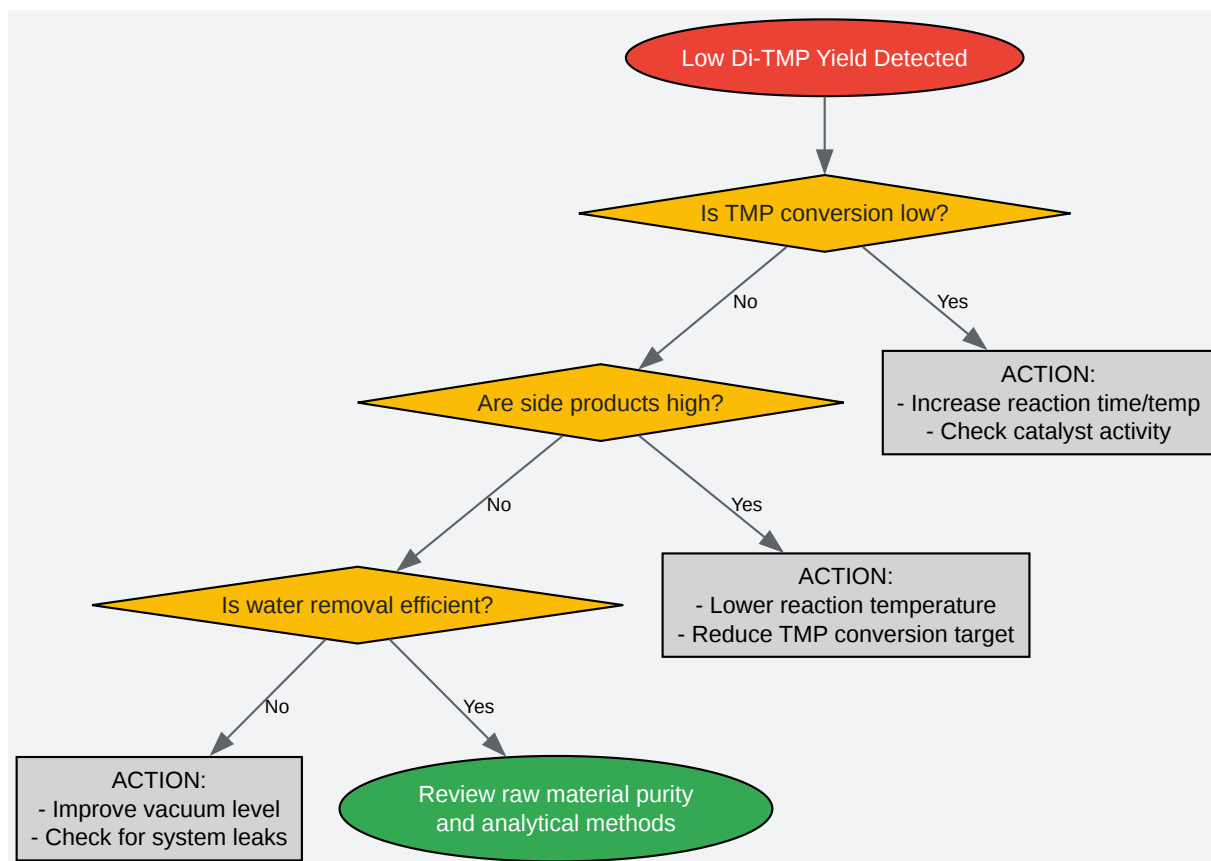 Low Di-TMP Yield Detected
Is TMP conversion low?
No
Yes
ACTION:
- Increase reaction time/temp
- Check catalyst activity
Are side products high?
No
Yes
ACTION:
- Lower reaction temperature
- Reduce TMP conversion target
Is water removal efficient?
No
Yes
ACTION:
- Improve vacuum level
- Check for system leaks
Review raw material purity
and analytical methods